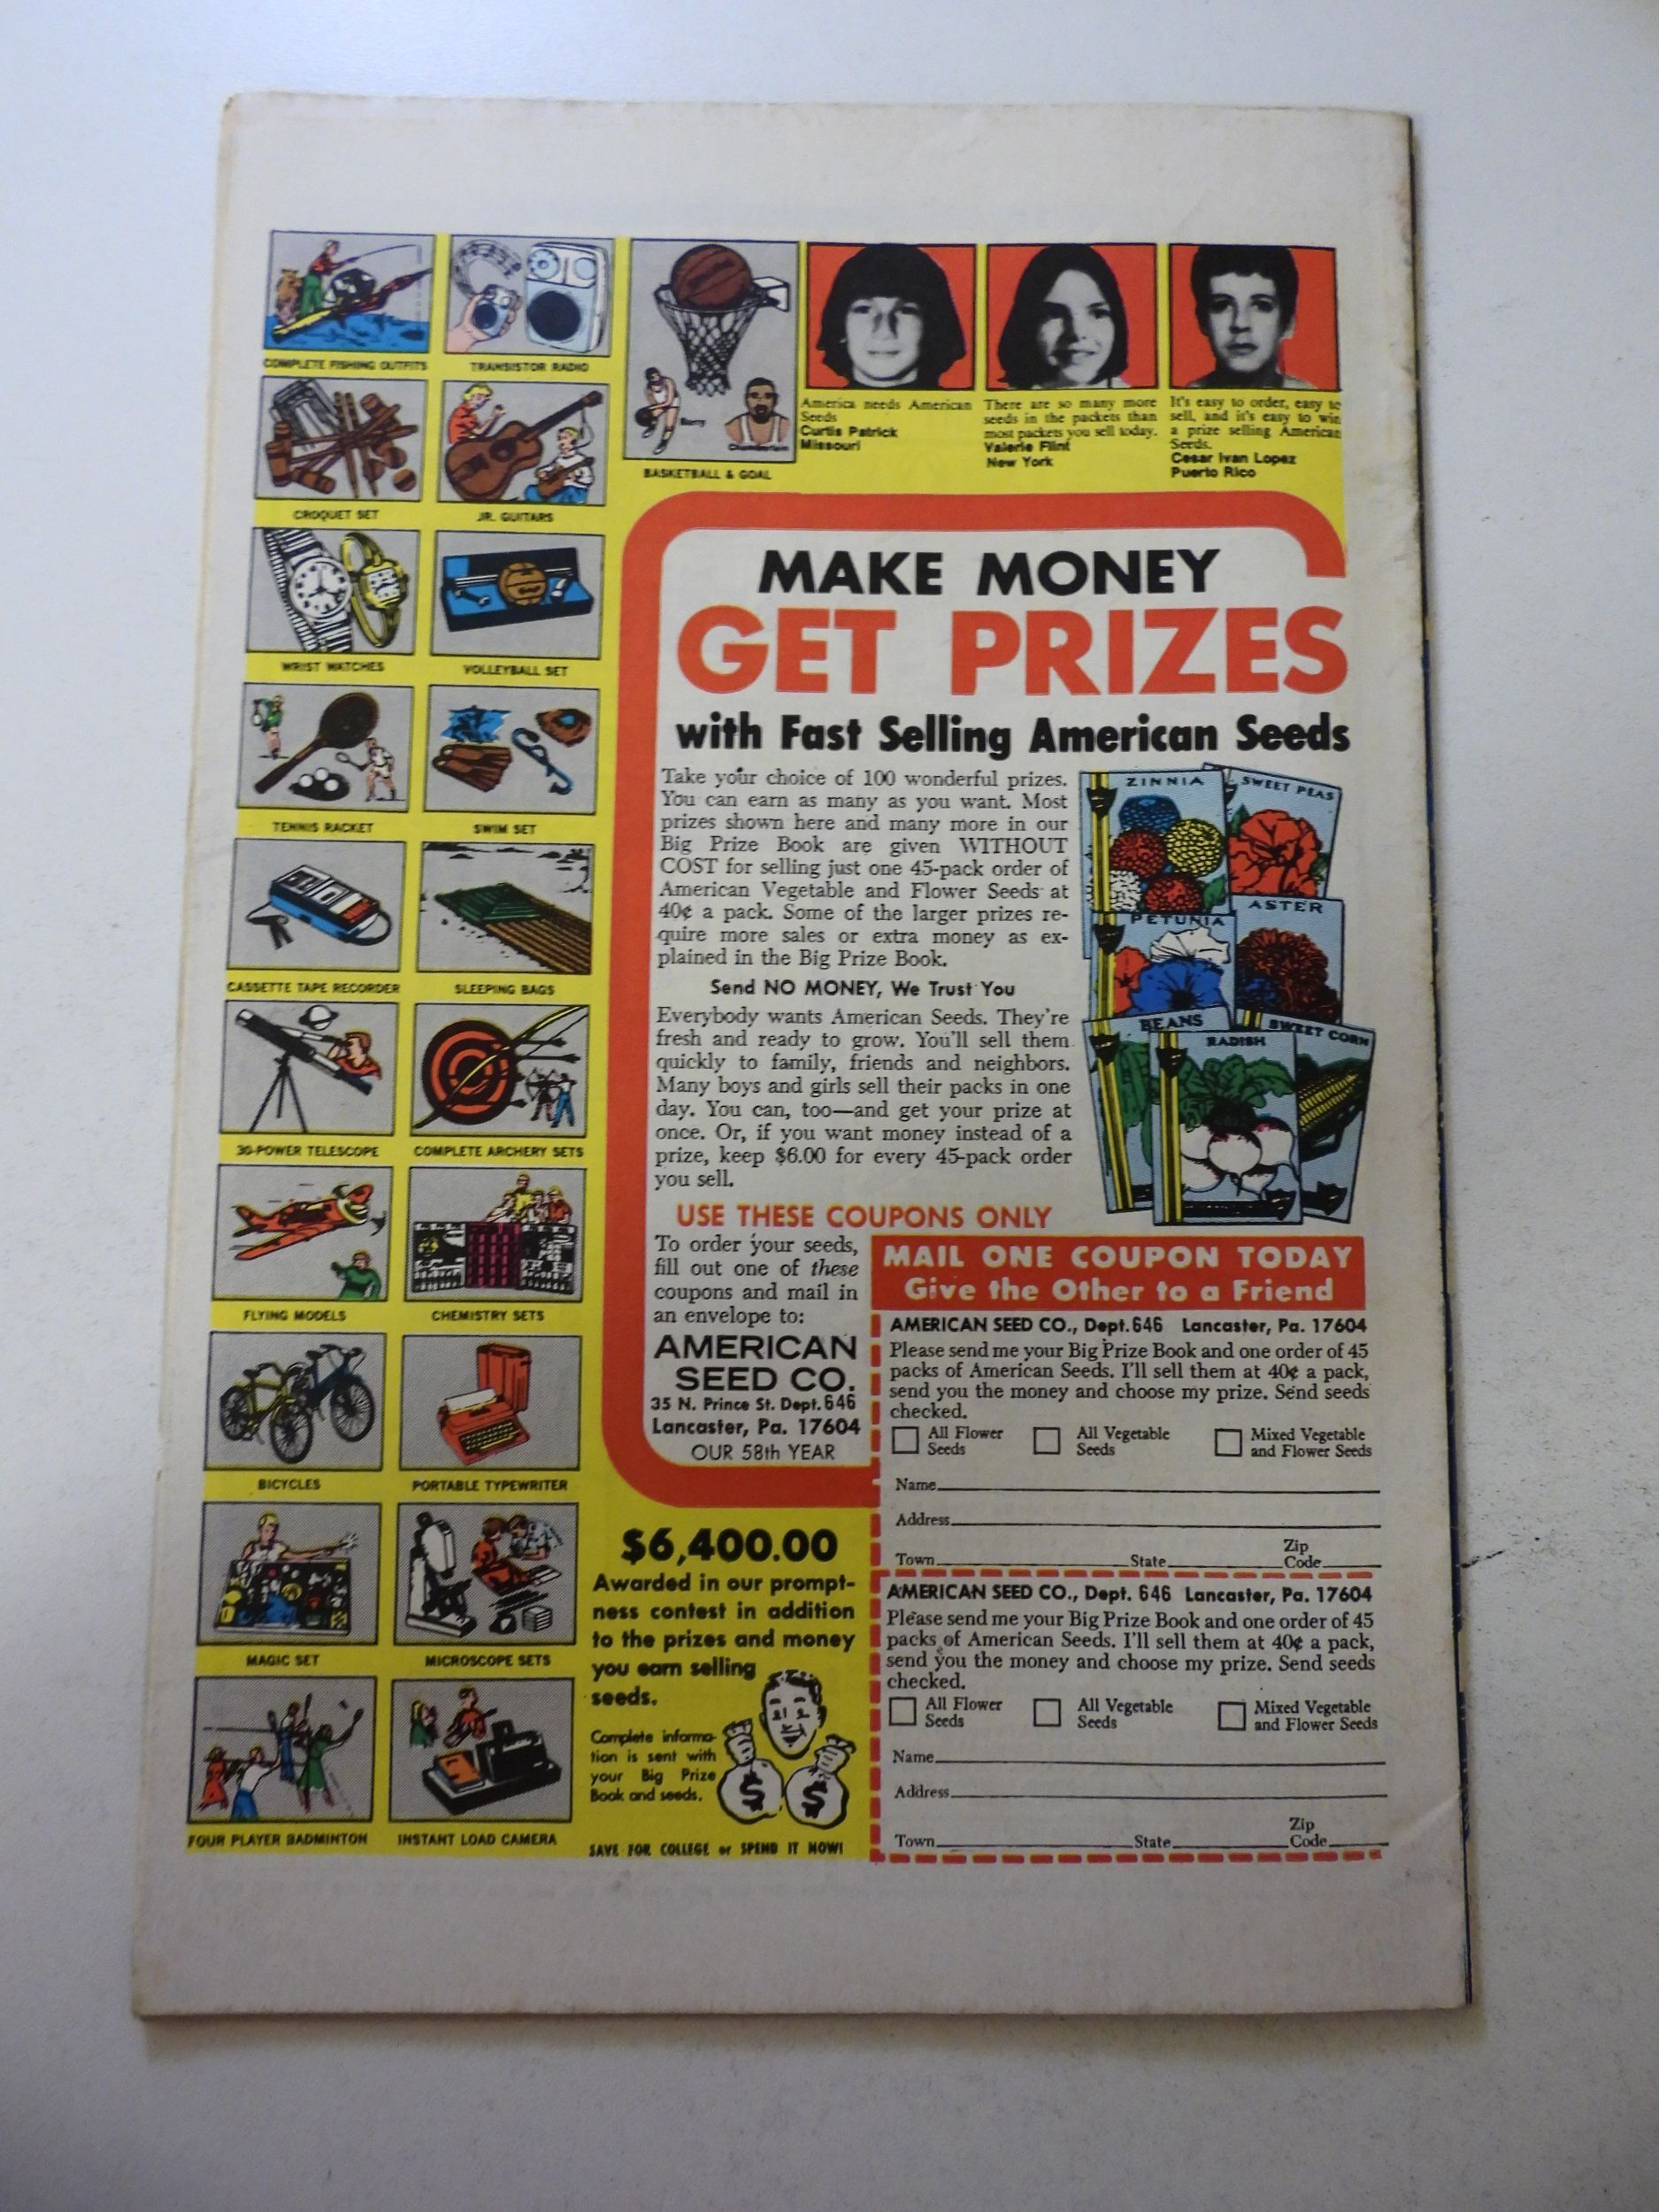 COMPLETE FISHING OUTFITS
TRANSISTOR RADIO
CROQUET SET
JR. GUITARS
WRIST WATCHES
VOLLEYBALL SET
TENNIS RACKET
SWIM SET
CASSETTE TAPE RECORDER
SLEEPING BAGS
30-POWER TELESCOPE
COMPLETE ARCHERY SETS
FLYING MODELS
CHEMISTRY SETS
BICYCLES
PORTABLE TYPEWRITER
MAGIC SET
MICROSCOPE SETS
FOUR PLAYER BADMINTON
INSTANT LOAD CAMERA
Barry
Chamberlain
BASKETBALL & GOAL
America needs American
Seeds
Curtis Patrick
Missouri
There are so many more
seeds in the packets than
most packets you sell today.
Valerie Flint
New York
It's easy to order, easy to
sell, and it's easy to win
a prize selling American
Seeds.
Cesar Ivan Lopez
Puerto Rico
MAKE MONEY
GET PRIZES
with Fast Selling American Seeds
Take your choice of 100 wonderful prizes.
You can earn as many as you want. Most
prizes shown here and many more in our
Big Prize Book are given WITHOUT
COST for selling just one 45-pack order of
American Vegetable and Flower Seeds at
40¢ a pack. Some of the larger prizes re-
quire more sales or extra money as ex-
plained in the Big Prize Book.
Send NO MONEY, We Trust You
Everybody wants American Seeds. They're
fresh and ready to grow. You'll sell them
quickly to family, friends and neighbors.
Many boys and girls sell their packs in one
day. You can, too—and get your prize at
once. Or, if you want money instead of a
prize, keep $6.00 for every 45-pack order
you sell.
ZINNIA
SWEET PEAS
PETUNIA
ASTER
BEANS
RADISH
SWEET CORN
USE THESE COUPONS ONLY
To order your seeds,
fill out one of these
coupons and mail in
an envelope to:
AMERICAN
SEED CO.
35 N. Prince St. Dept. 646
Lancaster, Pa. 17604
OUR 58th YEAR
$6,400.00
Awarded in our prompt-
ness contest in addition
to the prizes and money
you earn selling
seeds.
Complete informa-
tion is sent with
your Big Prize
Book and seeds.
$ $
SAVE FOR COLLEGE or SPEND IT NOW!
MAIL ONE COUPON TODAY
Give the Other to a Friend
AMERICAN SEED CO., Dept. 646 Lancaster, Pa. 17604
Please send me your Big Prize Book and one order of 45
packs of American Seeds. I'll sell them at 40¢ a pack,
send you the money and choose my prize. Send seeds
checked.
All Flower
Seeds
All Vegetable
Seeds
Mixed Vegetable
and Flower Seeds
Name
Address
Town State Zip
Code
AMERICAN SEED CO., Dept. 646 Lancaster, Pa. 17604
Please send me your Big Prize Book and one order of 45
packs of American Seeds. I'll sell them at 40¢ a pack,
send you the money and choose my prize. Send seeds
checked.
All Flower
Seeds
All Vegetable
Seeds
Mixed Vegetable
and Flower Seeds
Name
Address
Town State Zip
Code